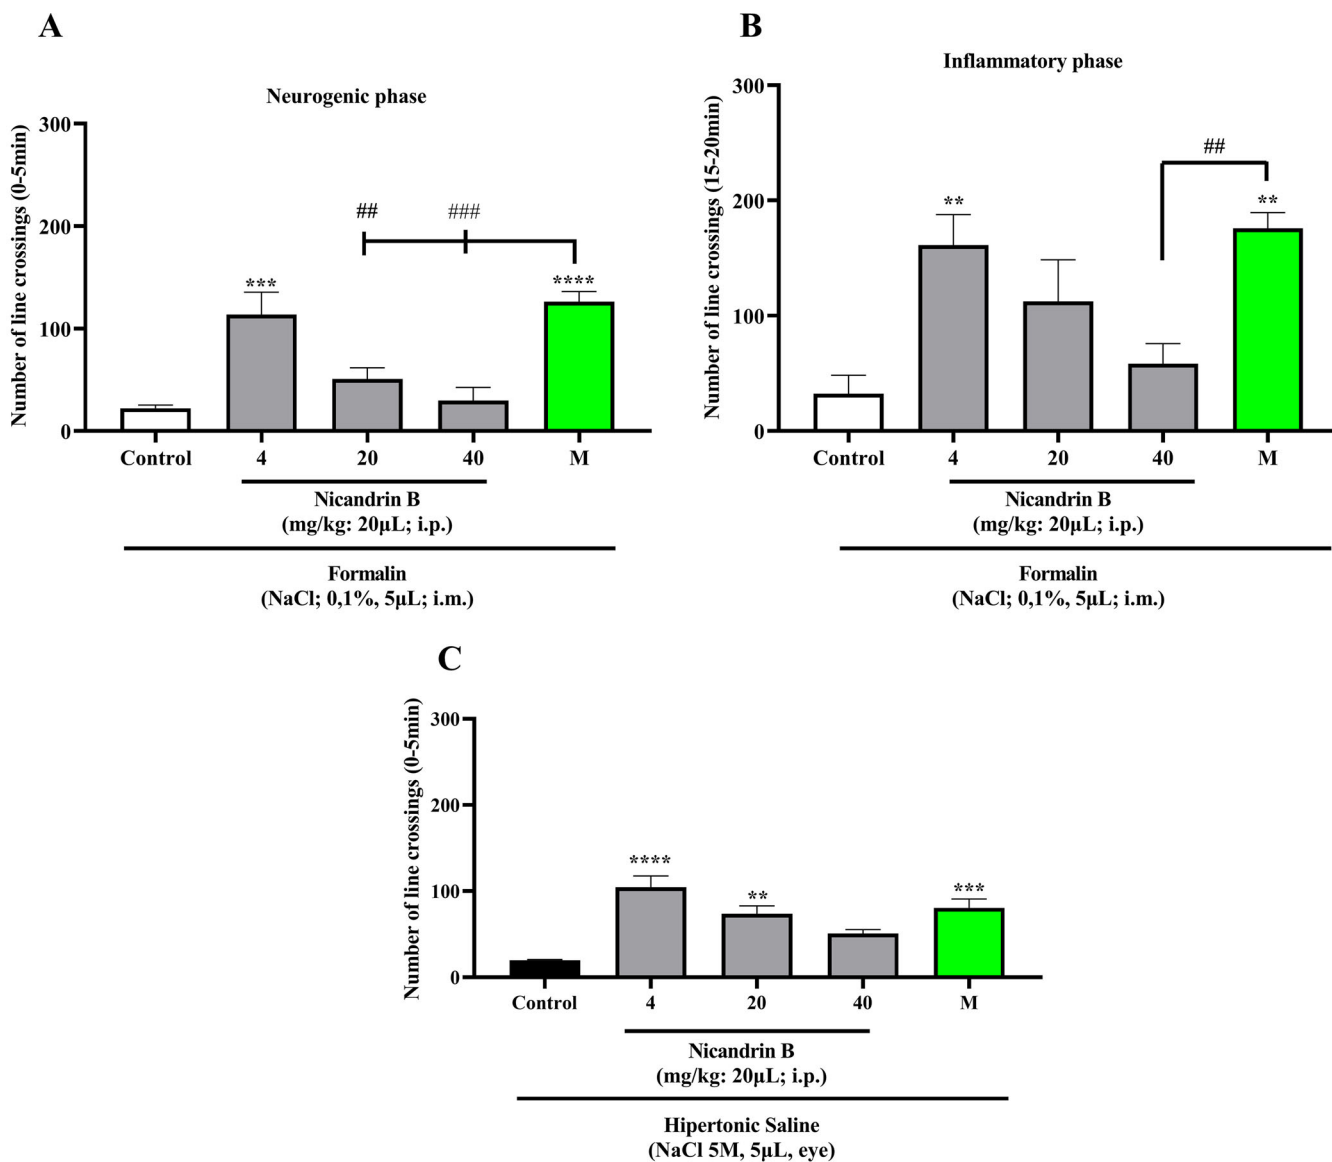 A
Neurogenic phase
Number of line crossings (0-5min)
300
200
100
0
##
###
***
****
Control
4
20
40
M
Nicandrin B
(mg/kg: 20μL; i.p.)
Formalin
(NaCl; 0,1%, 5μL; i.m.)
B
Inflammatory phase
Number of line crossings (15-20min)
300
200
100
0
##
**
**
Control
4
20
40
M
Nicandrin B
(mg/kg: 20μL; i.p.)
Formalin
(NaCl; 0,1%, 5μL; i.m.)
C
Number of line crossings (0-5min)
300
200
100
0
****
**
***
Control
4
20
40
M
Nicandrin B
(mg/kg: 20μL; i.p.)
Hipertonic Saline
(NaCl 5M, 5μL, eye)